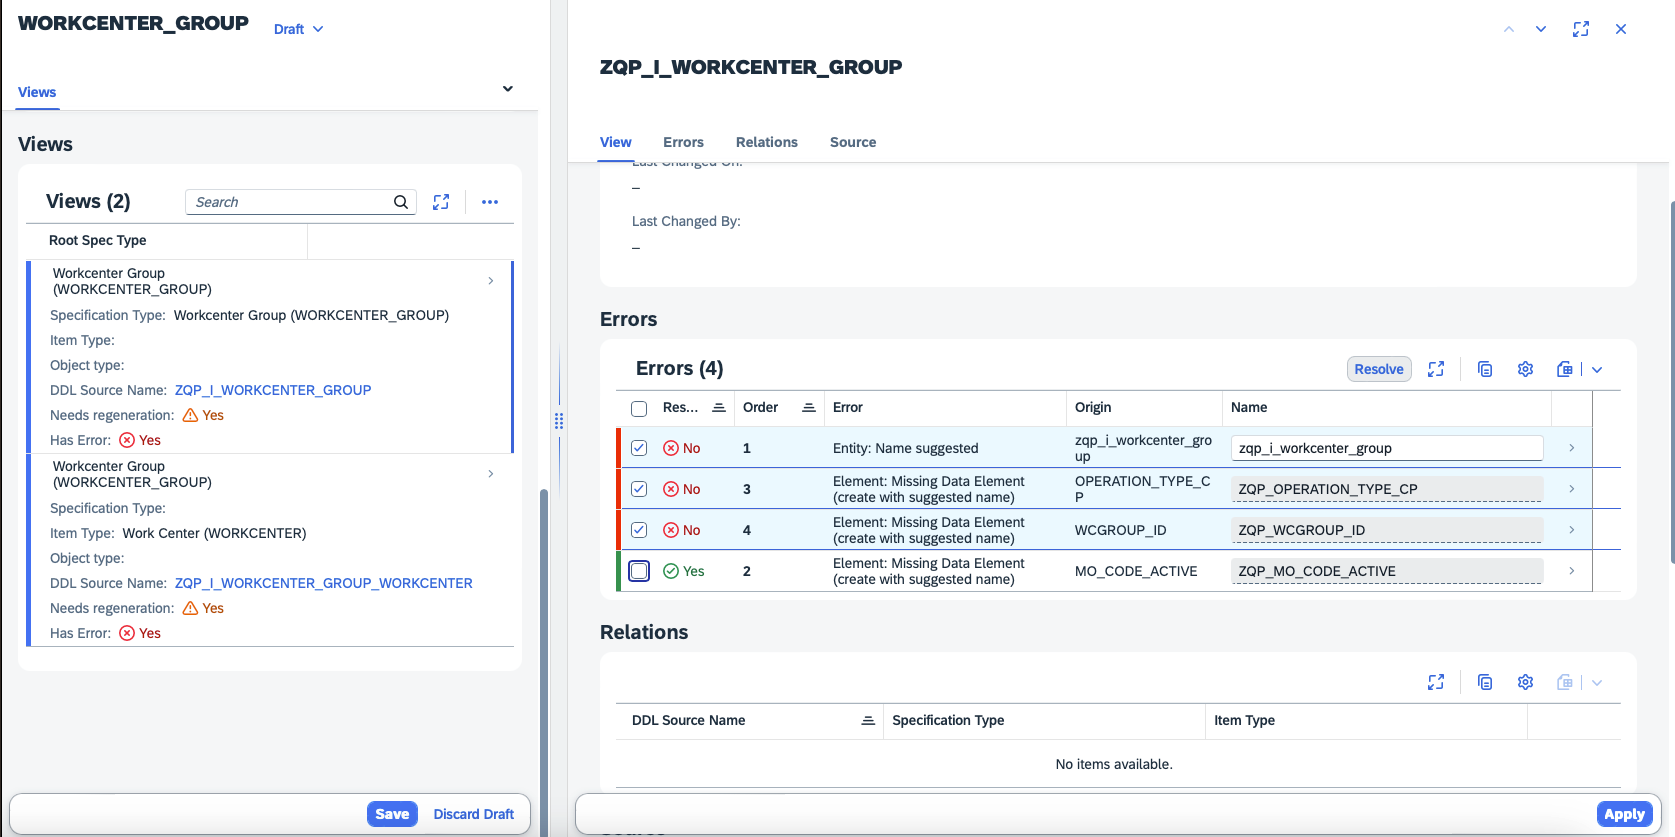 WORKCENTER_GROUP
Draft
Views
Views
Views (2)
Search
Root Spec Type
Workcenter Group
(WORKCENTER_GROUP)
Specification Type: Workcenter Group (WORKCENTER_GROUP)
Item Type:
Object type:
DDL Source Name: ZQP_I_WORKCENTER_GROUP
Needs regeneration: Yes
Has Error: Yes
Workcenter Group
(WORKCENTER_GROUP)
Specification Type:
Item Type: Work Center (WORKCENTER)
Object type:
DDL Source Name: ZQP_I_WORKCENTER_GROUP_WORKCENTER
Needs regeneration: Yes
Has Error: Yes
Save Discard Draft
ZQP_I_WORKCENTER_GROUP
View Errors Relations Source
Last Changed On:
–
Last Changed By:
–
Errors
Errors (4)
Resolve
Res... Order Error Origin Name
No 1 Entity: Name suggested zqp_i_workcenter_gro
up zqp_i_workcenter_group
No 3 Element: Missing Data Element
(create with suggested name) OPERATION_TYPE_C
P ZQP_OPERATION_TYPE_CP
No 4 Element: Missing Data Element
(create with suggested name) WCGROUP_ID ZQP_WCGROUP_ID
Yes 2 Element: Missing Data Element
(create with suggested name) MO_CODE_ACTIVE ZQP_MO_CODE_ACTIVE
Relations
DDL Source Name Specification Type Item Type
No items available.
Apply